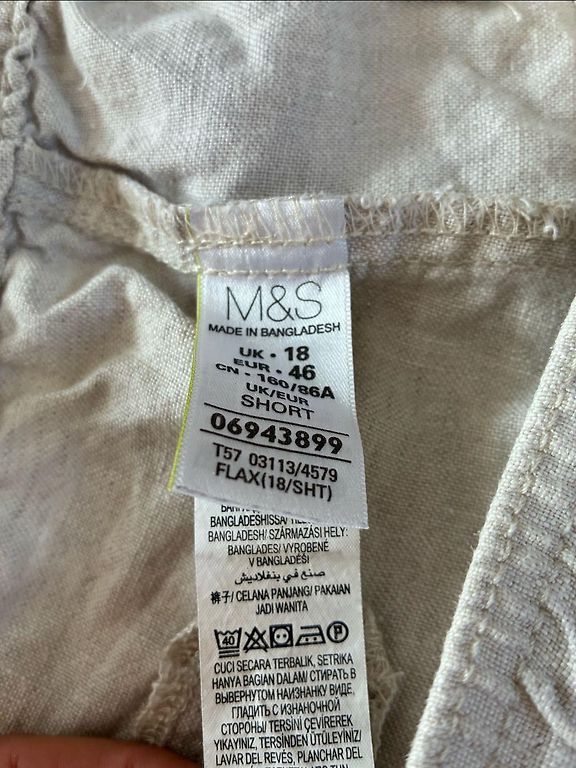 M&S
MADE IN BANGLADESH
UK • 18
EUR • 46
CN • 160/86A
UK/EUR
SHORT
06943899
T57 03113/4579
FLAX(18/SHT)
BANGLADESHISSA/
BANGLADESH/ SZÁRMAZÁSI HELY:
BANGLADES/ VYROBENÉ
V BANGLADÉŠI
صنع في بنغلاديش
裤子/ CELANA PANJANG/ PAKAIAN
JADI WANITA
40 P
CUCI SECARA TERBALIK, SETRIKA
HANYA BAGIAN DALAM/ СТИРАТЬ В
ВЫВЕРНУТОМ НАИЗНАНКУ ВИДЕ,
ГЛАДИТЬ С ИЗНАНОЧНОЙ
СТОРОНЫ/ TERSİNİ ÇEVİREREK
YIKAYINIZ, TERSİNDEN ÜTÜLEYİNİZ/
LAVAR DEL REVÉS, PLANCHAR DEL